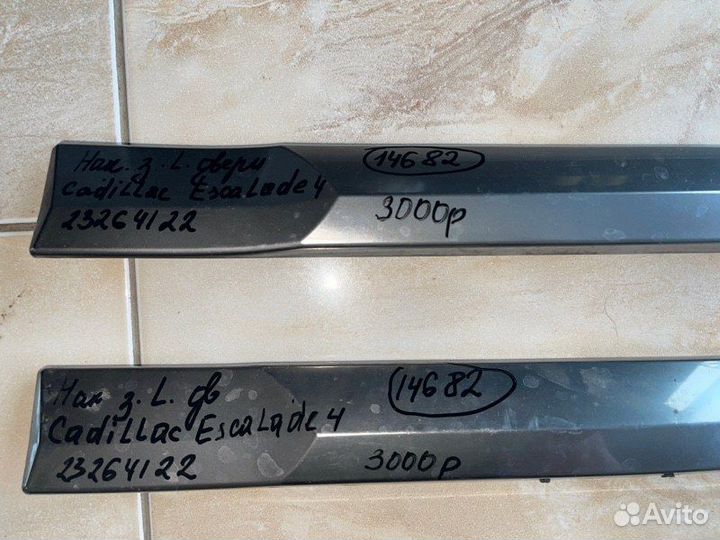 Нак. з. L. двери
Cadillac Escalade 4
23264122
14682
3000р
Нак з. L. дв
Cadillac Escalade 4
23264122
14682
3000р
Avito